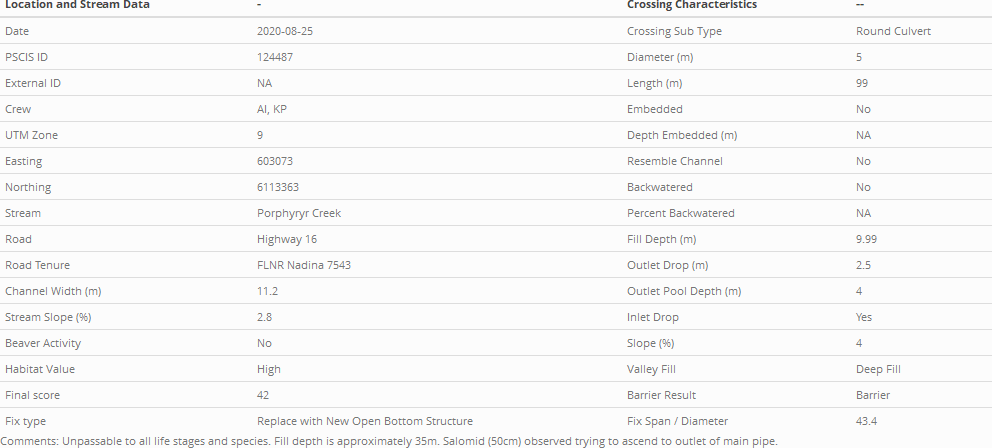 Location and Stream Data - Crossing Characteristics --
Date 2020-08-25 Crossing Sub Type Round Culvert
PSCIS ID 124487 Diameter (m) 5
External ID NA Length (m) 99
Crew AI, KP Embedded No
UTM Zone 9 Depth Embedded (m) NA
Easting 603073 Resemble Channel No
Northing 6113363 Backwatered No
Stream Porphyryr Creek Percent Backwatered NA
Road Highway 16 Fill Depth (m) 9.99
Road Tenure FLNR Nadina 7543 Outlet Drop (m) 2.5
Channel Width (m) 11.2 Outlet Pool Depth (m) 4
Stream Slope (%) 2.8 Inlet Drop Yes
Beaver Activity No Slope (%) 4
Habitat Value High Valley Fill Deep Fill
Final score 42 Barrier Result Barrier
Fix type Replace with New Open Bottom Structure Fix Span / Diameter 43.4
Comments: Unpassable to all life stages and species. Fill depth is approximately 35m. Salomid (50cm) observed trying to ascend to outlet of main pipe.